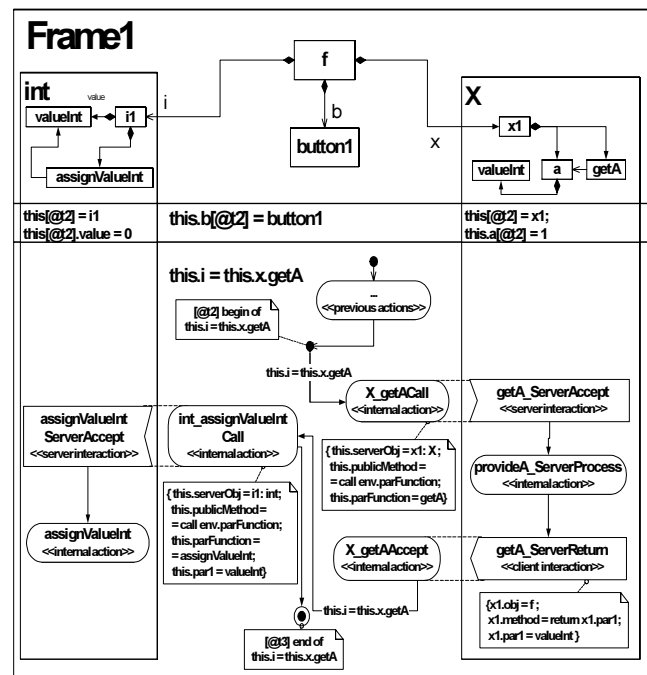 Frame1
f
int
value
valueInt
i1
assignValueInt
i
b
button1
x
X
x1
valueInt
a
getA
this[@t2] = i1
this[@t2].value = 0
this.b[@t2] = button1
this[@t2] = x1;
this.a[@t2] = 1
this.i = this.x.getA
...
<<previous actions>>
[@t2] begin of
this.i = this.x.getA
this.i = this.x.getA
X_getACall
<<internal action>>
getA_ServerAccept
<<server interaction>>
assignValueInt
ServerAccept
<<server interaction>>
int_assignValueInt
Call
<<internal action>>
{ this.serverObj = x1: X ;
this.publicMethod =
= call env.parFunction;
this.parFunction = getA}
provideA_ServerProcess
<<internal action>>
{ this.serverObj = i1: int;
this.publicMethod=
= call env.parFunction;
this.parFunction =
= assignValueInt;
this.par1 = valueInt}
assignValueInt
<<internal action>>
X_getAAccept
<<internal action>>
getA_ServerReturn
<<client interaction>>
this.i = this.x.getA
{x1.obj = f ;
x1.method = return x1.par1;
x1.par1 = valueInt }
[@t3] end of
this.i = this.x.getA